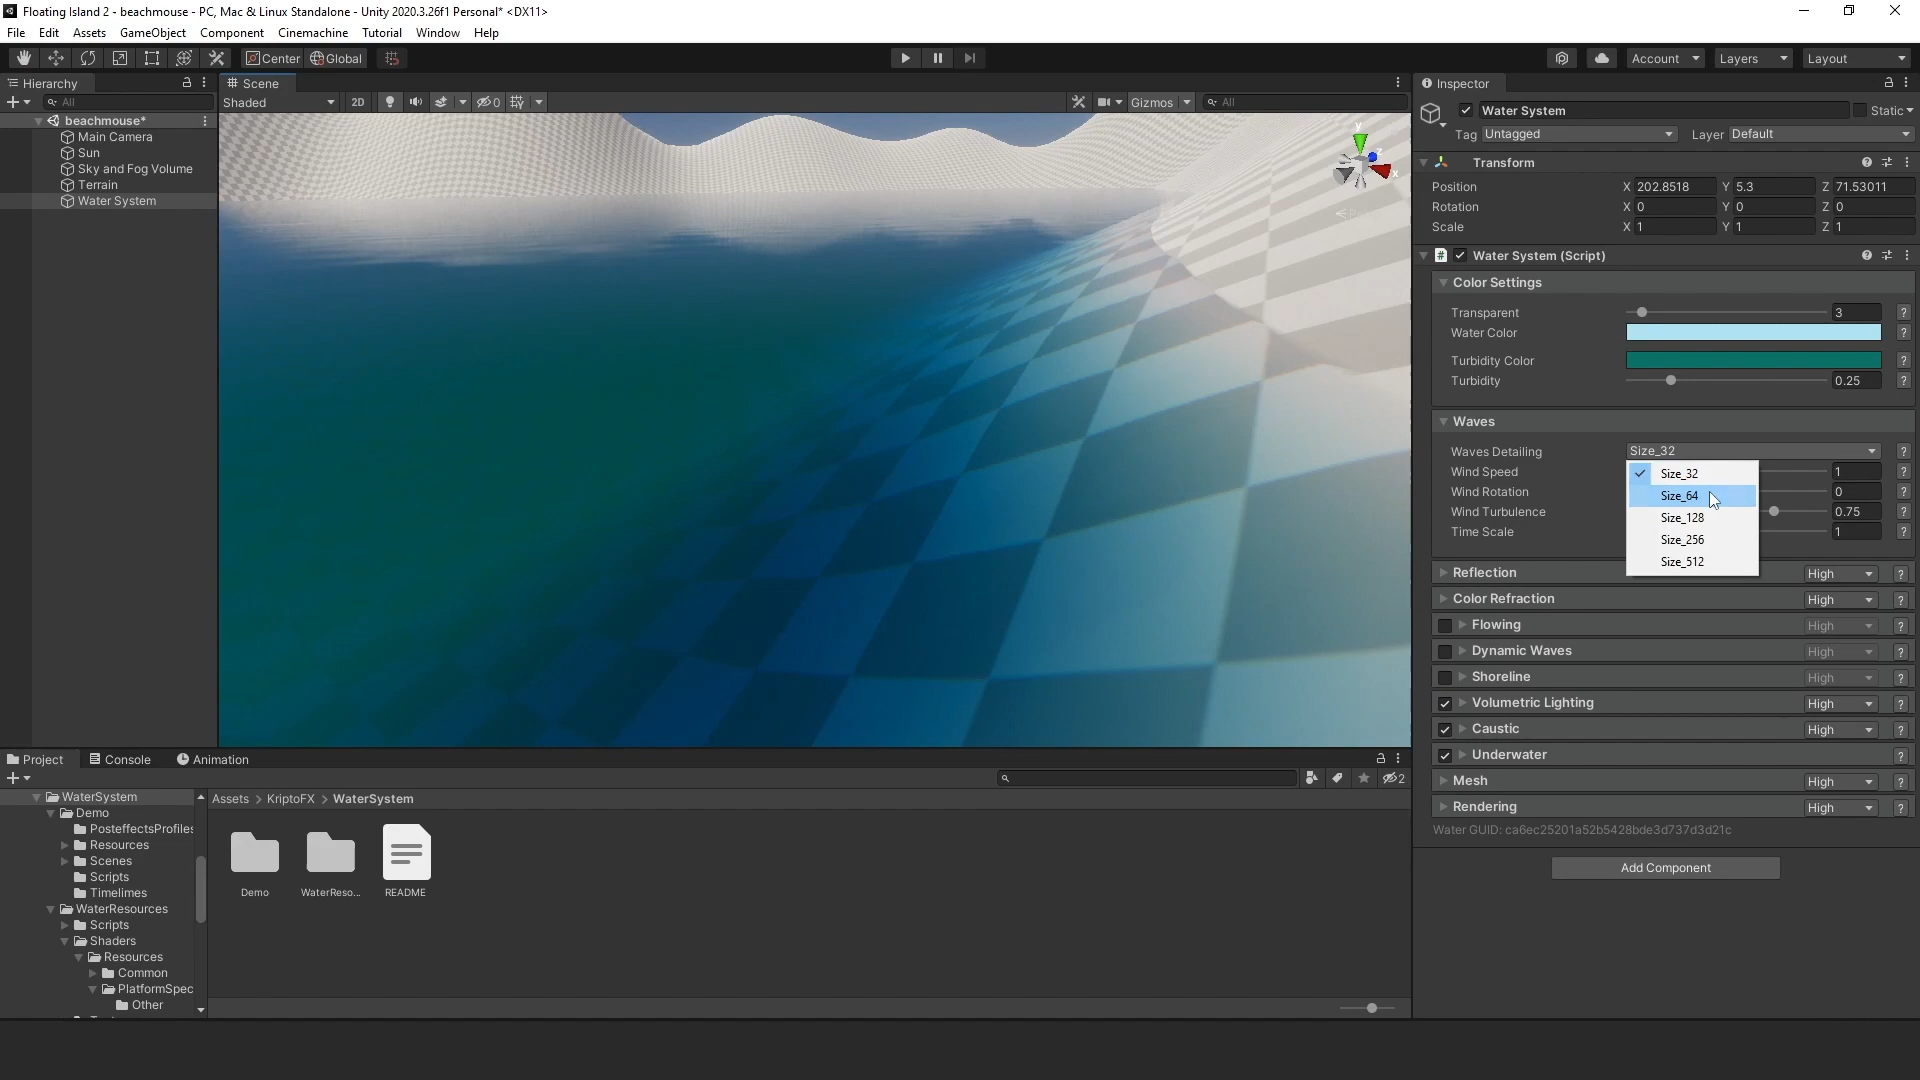 Floating Island 2 - beachmouse - PC, Mac & Linux Standalone - Unity 2020.3.26f1 Personal* <DX11>
File Edit Assets GameObject Component Cinemachine Tutorial Window Help
Center Global Account Layers Layout
Hierarchy
All
beachmouse*
Main Camera
Sun
Sky and Fog Volume
Terrain
Water System
Scene
Shaded 2D 0 Gizmos All
y
z
x
Inspector
Water System Static
Tag Untagged Layer Default
Transform
Position X 202.8518 Y 5.3 Z 71.53011
Rotation X 0 Y 0 Z 0
Scale X 1 Y 1 Z 1
# Water System (Script)
Color Settings
Transparent 3 ?
Water Color ?
Turbidity Color ?
Turbidity 0.25 ?
Waves
Waves Detailing Size_32 ?
Wind Speed 1 ?
Wind Rotation 0 ?
Wind Turbulence 0.75 ?
Time Scale 1 ?
Size_32
Size_64
Size_128
Size_256
Size_512
Reflection High ?
Color Refraction High ?
Flowing High ?
Dynamic Waves High ?
Shoreline High ?
Volumetric Lighting High ?
Caustic High ?
Underwater ?
Mesh High ?
Rendering High ?
Water GUID: ca6ec25201a52b5428bde3d737d3d21c
Add Component
Project Console Animation
2
WaterSystem
Demo
PosteffectsProfiles
Resources
Scenes
Scripts
Timelimes
WaterResources
Scripts
Shaders
Resources
Common
PlatformSpec
Other
Assets > KriptoFX > WaterSystem
Demo WaterReso... README